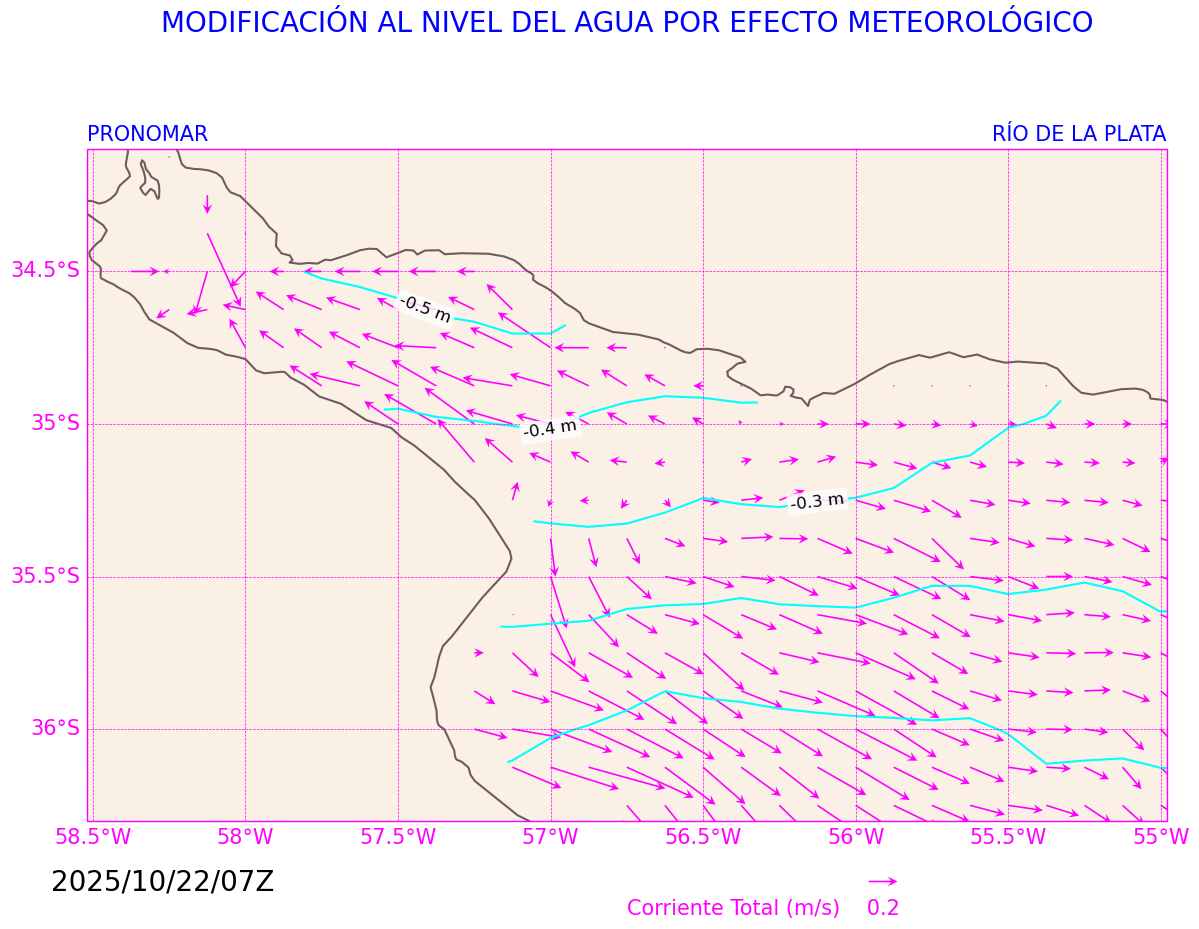 MODIFICACIÓN AL NIVEL DEL AGUA POR EFECTO METEOROLÓGICO
PRONOMAR RÍO DE LA PLATA
34.5°S
-0.5 m
35°S
-0.4 m
-0.3 m
35.5°S
36°S
58.5°W 58°W 57.5°W 57°W 56.5°W 56°W 55.5°W 55°W
2025/10/22/07Z
Corriente Total (m/s) 0.2